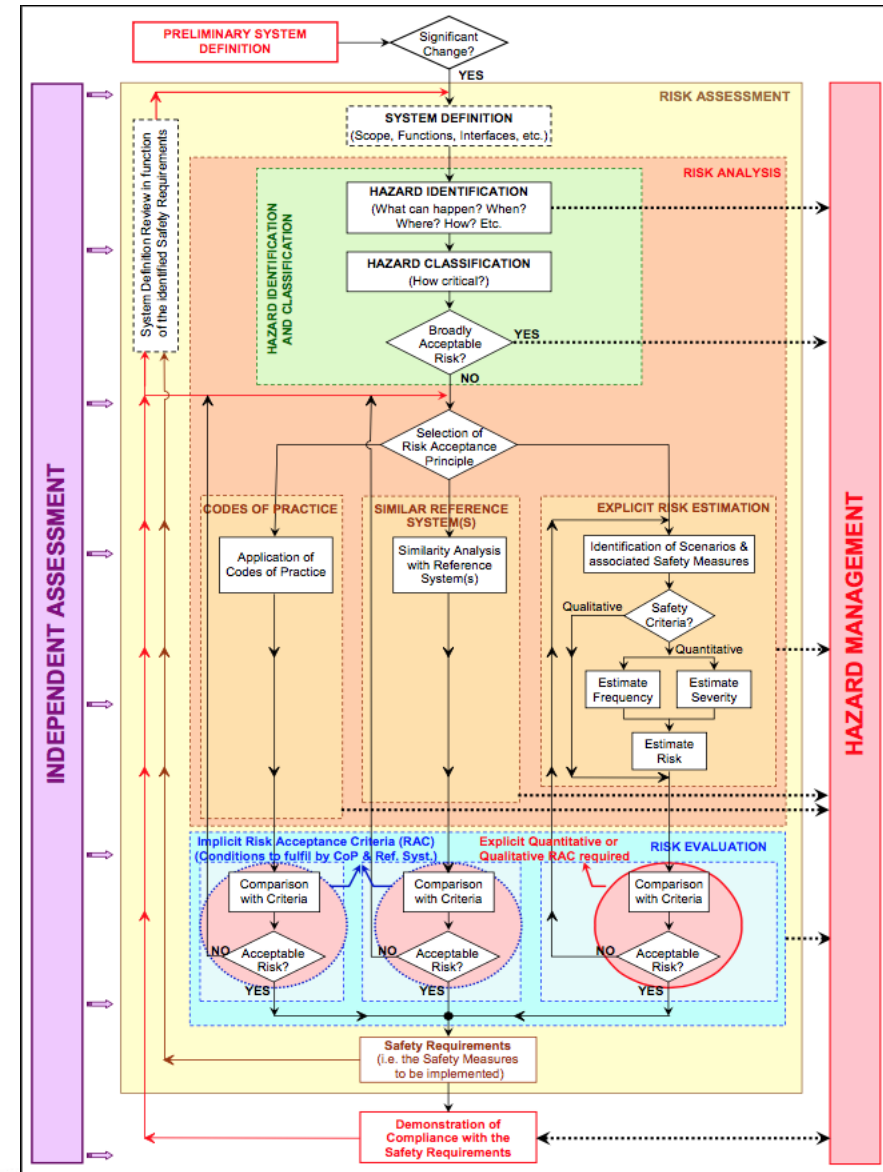 PRELIMINARY SYSTEM
DEFINITION
Significant
Change?
YES
RISK ASSESSMENT
SYSTEM DEFINITION
(Scope, Functions, Interfaces, etc.)
System Definition Review in function
of the identified Safety Requirements
RISK ANALYSIS
HAZARD IDENTIFICATION
AND CLASSIFICATION
HAZARD IDENTIFICATION
(What can happen? When?
Where? How? Etc.
HAZARD CLASSIFICATION
(How critical?)
Broadly
Acceptable
Risk?
YES
NO
Selection of
Risk Acceptance
Principle
CODES OF PRACTICE
Application of
Codes of Practice
SIMILAR REFERENCE
SYSTEM(S)
Similarity Analysis
with Reference
System(s)
EXPLICIT RISK ESTIMATION
Identification of Scenarios &
associated Safety Measures
Qualitative
Safety
Criteria?
Quantitative
Estimate
Frequency
Estimate
Severity
Estimate
Risk
INDEPENDENT ASSESSMENT
HAZARD MANAGEMENT
Implicit Risk Acceptance Criteria (RAC)
(Conditions to fulfil by CoP & Ref. Syst.)
Explicit Quantitative or
Qualitative RAC required
RISK EVALUATION
Comparison
with Criteria
Acceptable
Risk?
NO
YES
Comparison
with Criteria
Acceptable
Risk?
NO
YES
Comparison
with Criteria
Acceptable
Risk?
NO
YES
Safety Requirements
(i.e. the Safety Measures
to be implemented)
Demonstration of
Compliance with the
Safety Requirements